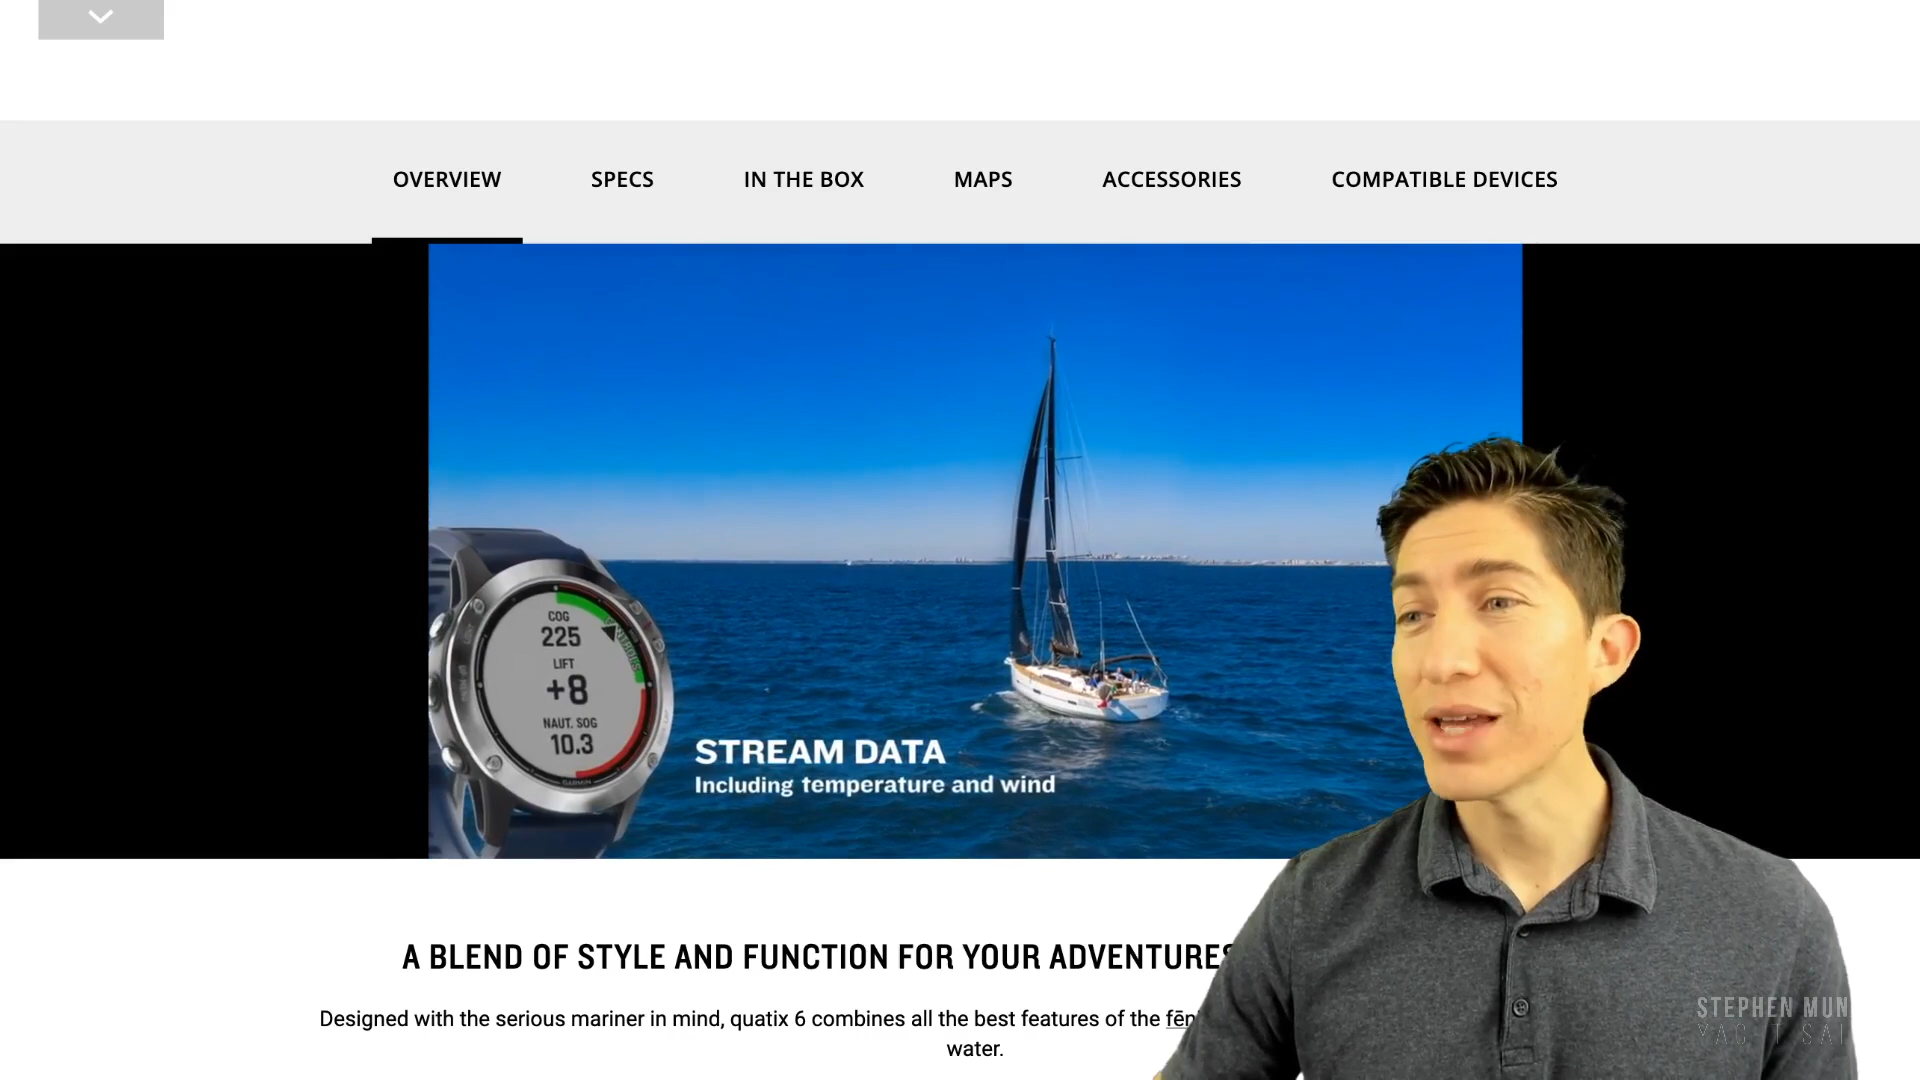 OVERVIEW SPECS IN THE BOX MAPS ACCESSORIES COMPATIBLE DEVICES
COG
225
LIFT
+8
NAUT. SOG
10.3
GARMIN
STREAM DATA
Including temperature and wind
A BLEND OF STYLE AND FUNCTION FOR YOUR ADVENTURES
Designed with the serious mariner in mind, quatix 6 combines all the best features of the
water.
STEPHEN MUN